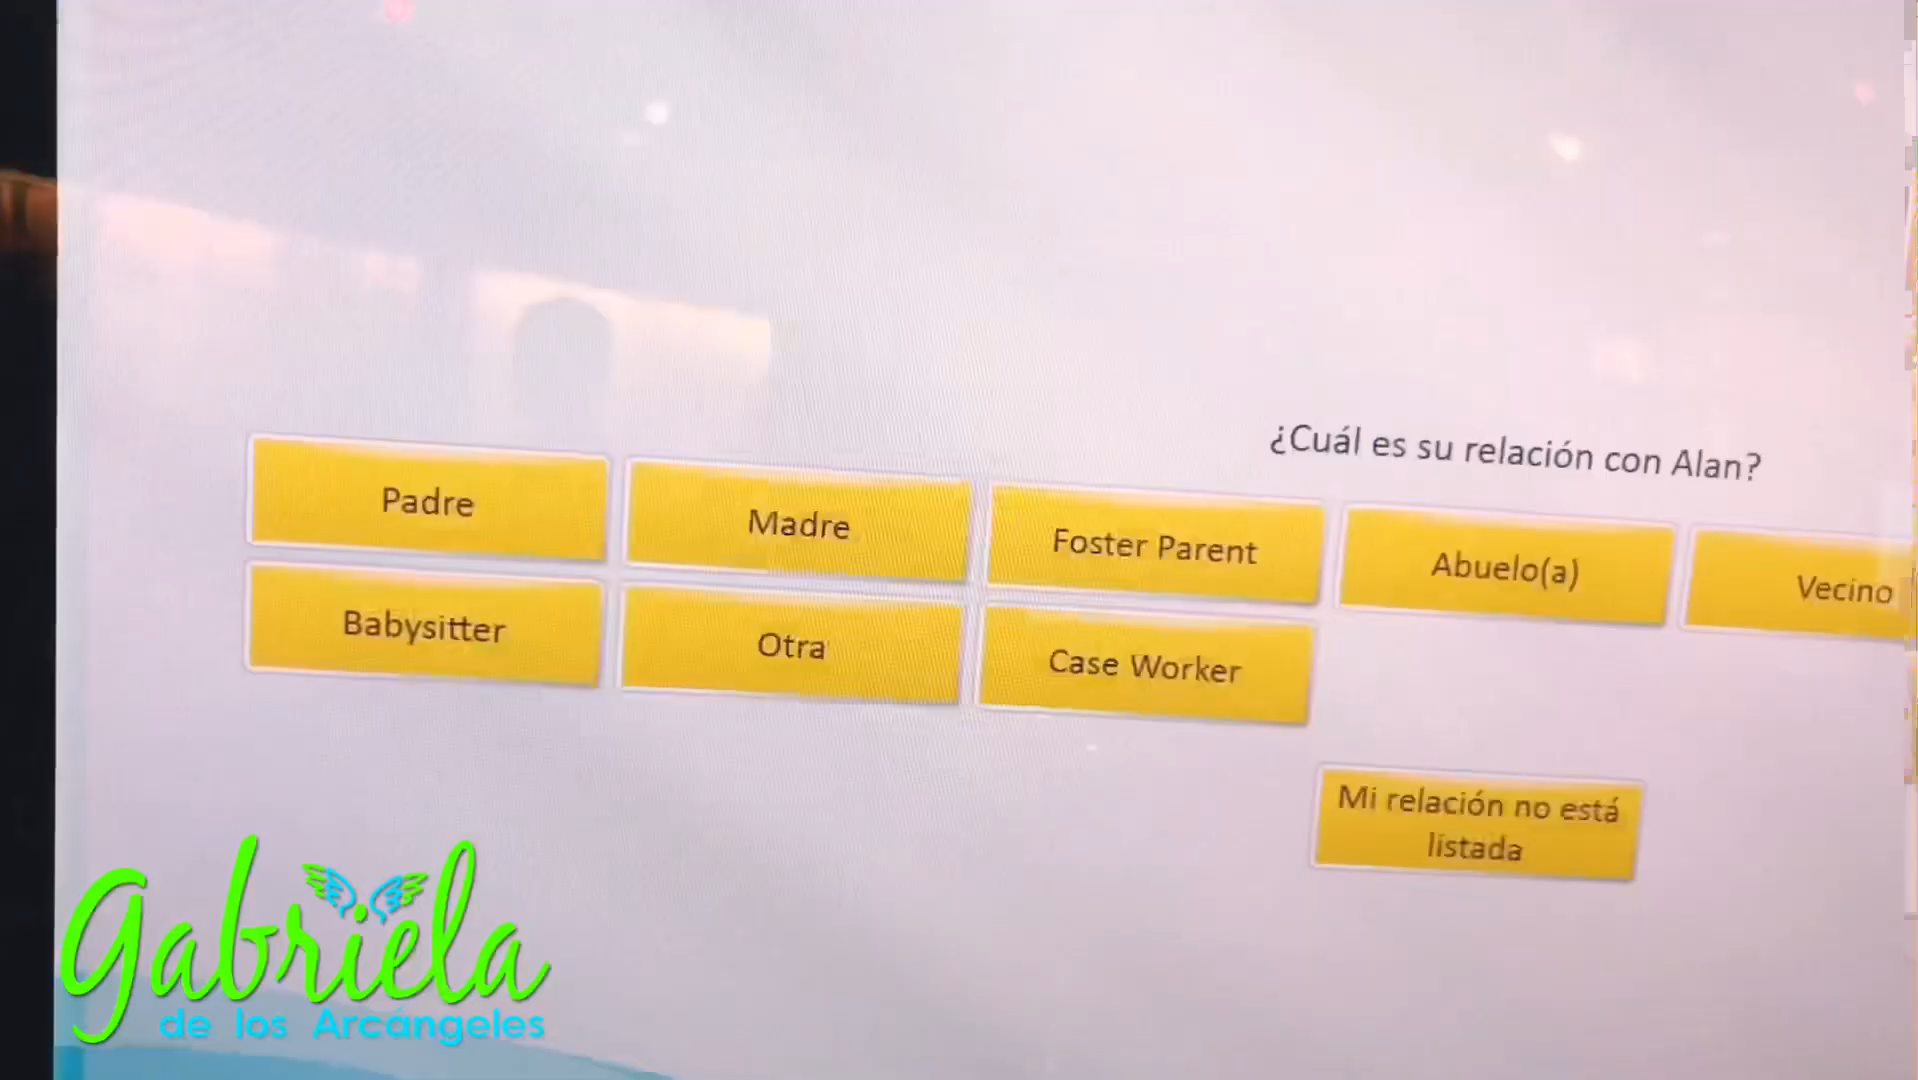 ¿Cuál es su relación con Alan?
Padre
Madre
Foster Parent
Abuelo(a)
Vecino
Babysitter
Otra
Case Worker
Mi relación no está
listada
gabriela
de los Arcángeles